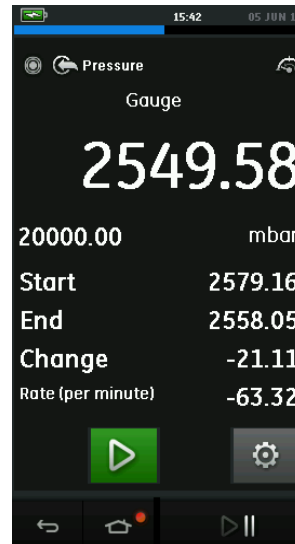 15:42 05 JUN 1
Pressure
Gauge
2549.58
20000.00 mbar
Start 2579.16
End 2558.05
Change -21.11
Rate (per minute) -63.32